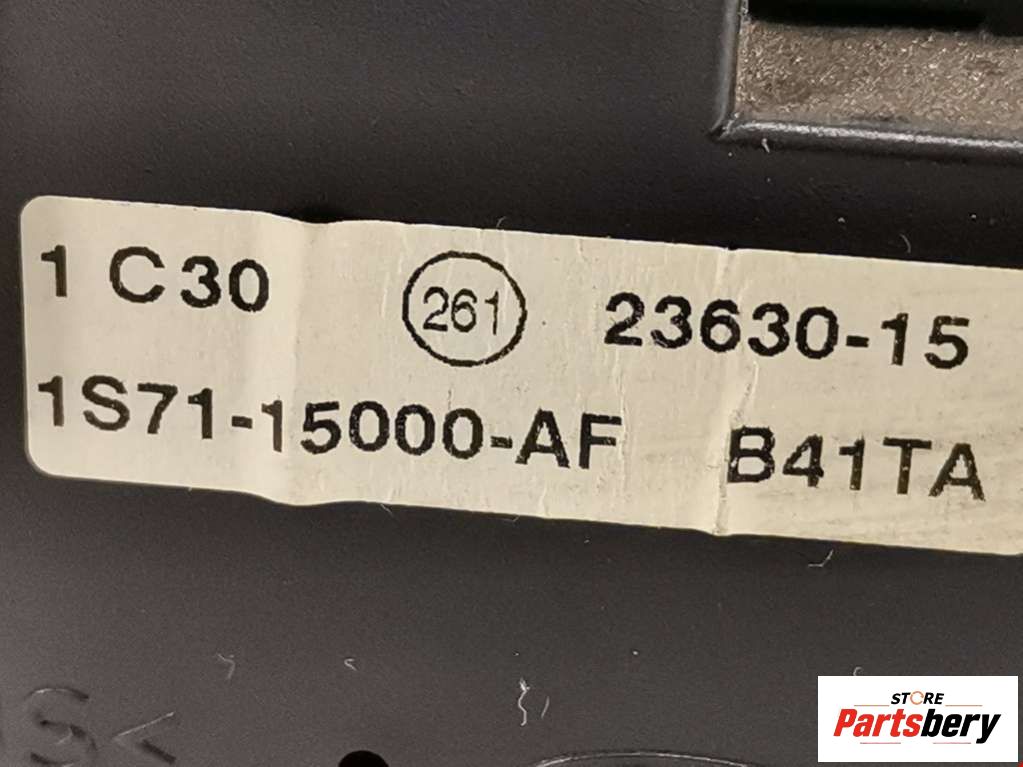 1 C30 261 23630-15
1S71-15000-AF B41TA
S<
STORE
Partsbery